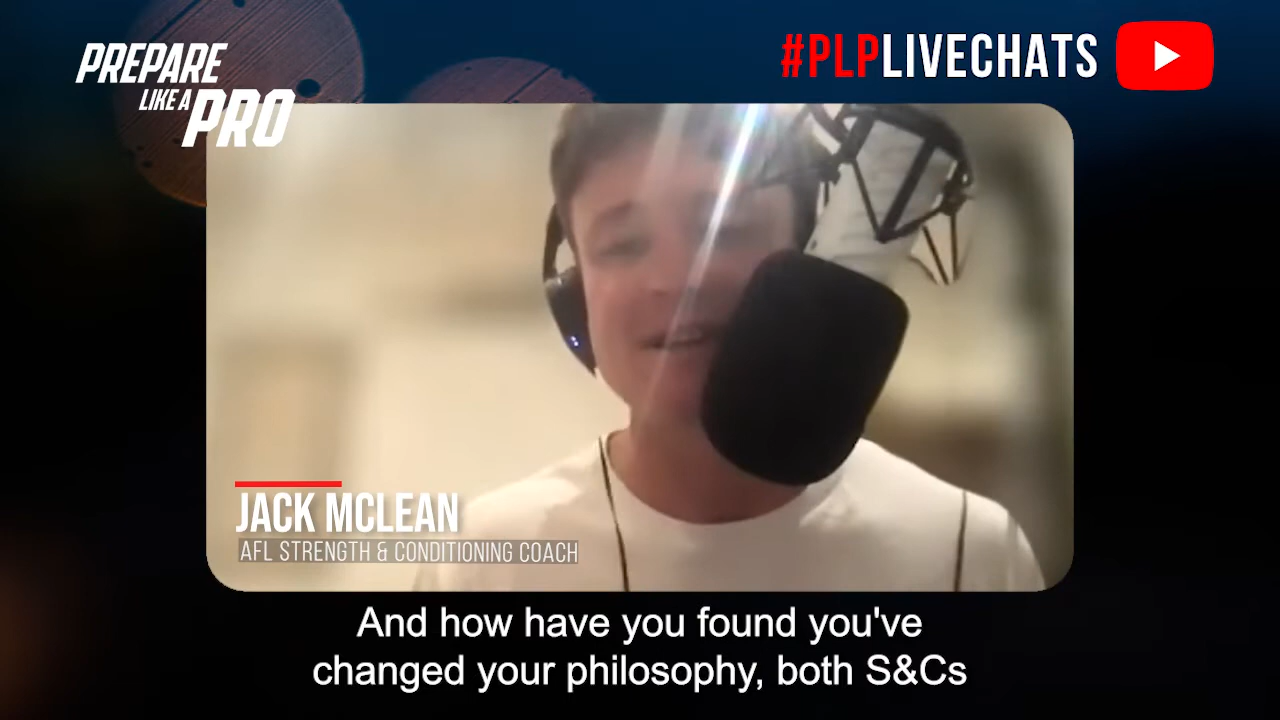 PREPARE
LIKE A
PRO
#PLPLIVECHATS
JACK MCLEAN
AFL STRENGTH & CONDITIONING COACH
And how have you found you've
changed your philosophy, both S&Cs